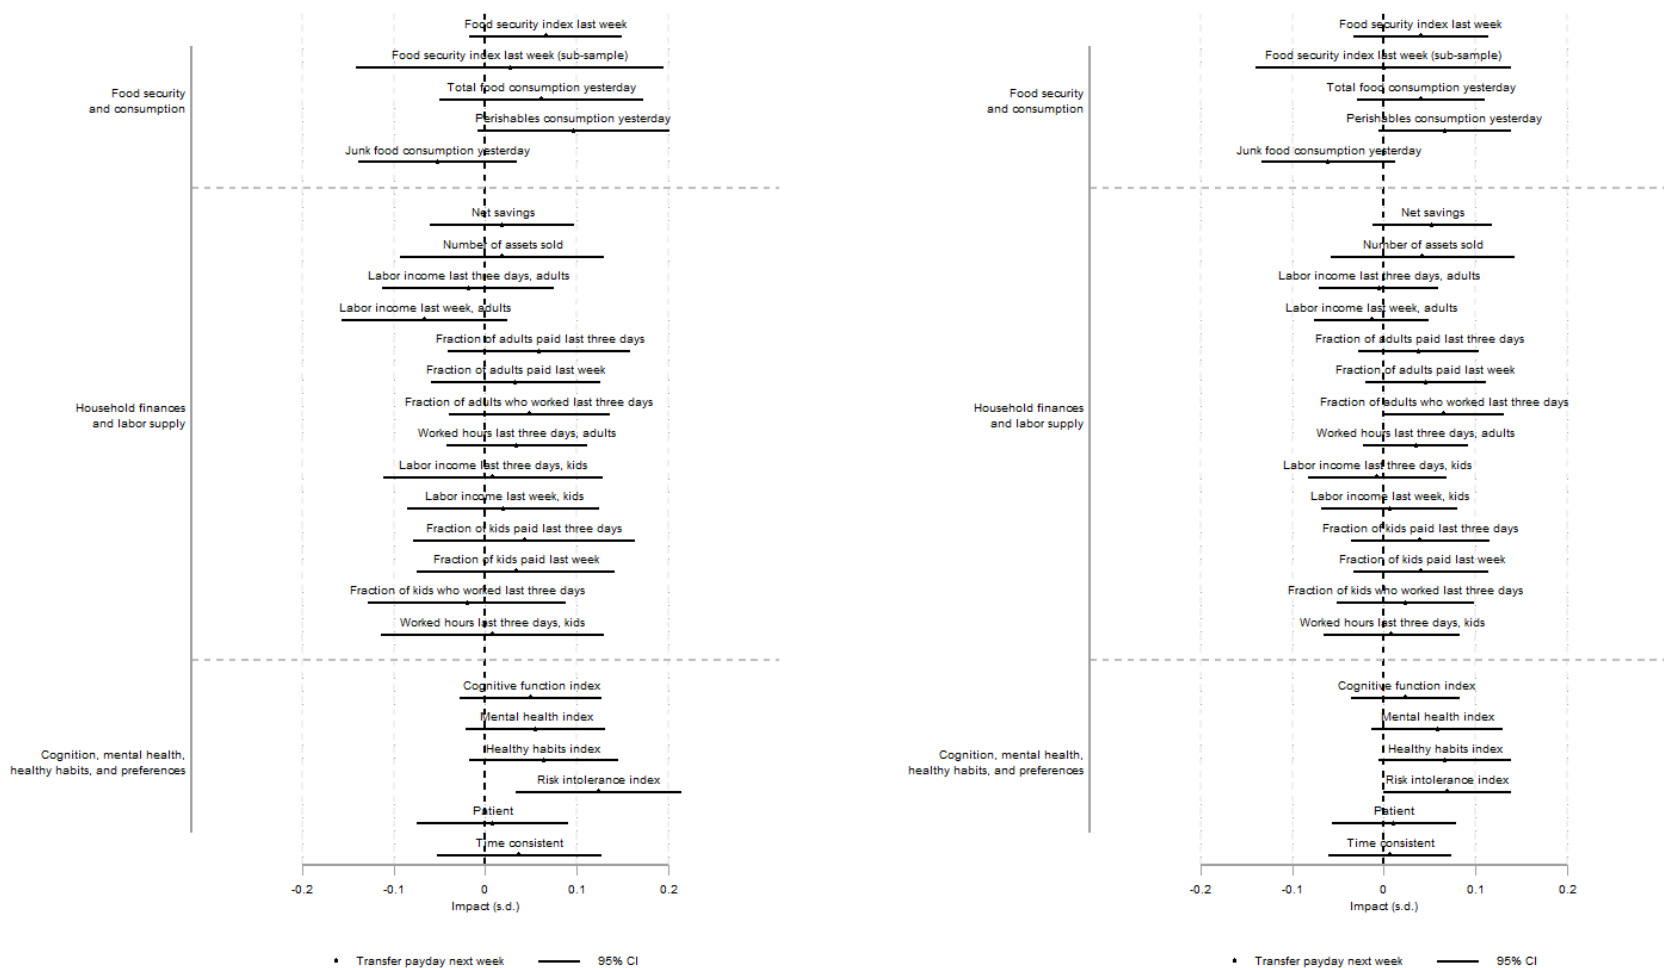 Food security index last week
Food security index last week (sub-sample)
Food security
and consumption
Total food consumption yesterday
Perishables consumption yesterday
Junk food consumption yesterday
Net savings
Number of assets sold
Labor income last three days, adults
Labor income last week, adults
Fraction of adults paid last three days
Fraction of adults paid last week
Household finances
and labor supply
Fraction of adults who worked last three days
Worked hours last three days, adults
Labor income last three days, kids
Labor income last week, kids
Fraction of kids paid last three days
Fraction of kids paid last week
Fraction of kids who worked last three days
Worked hours last three days, kids
Cognitive function index
Mental health index
Cognition, mental health,
healthy habits, and preferences
Healthy habits index
Risk intolerance index
Patient
Time consistent
-0.2 -0.1 0 0.1 0.2
Impact (s.d.)
Transfer payday next week 95% CI
Food security index last week
Food security index last week (sub-sample)
Food security
and consumption
Total food consumption yesterday
Perishables consumption yesterday
Junk food consumption yesterday
Net savings
Number of assets sold
Labor income last three days, adults
Labor income last week, adults
Fraction of adults paid last three days
Fraction of adults paid last week
Household finances
and labor supply
Fraction of adults who worked last three days
Worked hours last three days, adults
Labor income last three days, kids
Labor income last week, kids
Fraction of kids paid last three days
Fraction of kids paid last week
Fraction of kids who worked last three days
Worked hours last three days, kids
Cognitive function index
Mental health index
Cognition, mental health,
healthy habits, and preferences
Healthy habits index
Risk intolerance index
Patient
Time consistent
-0.2 -0.1 0 0.1 0.2
Impact (s.d.)
Transfer payday next week 95% CI